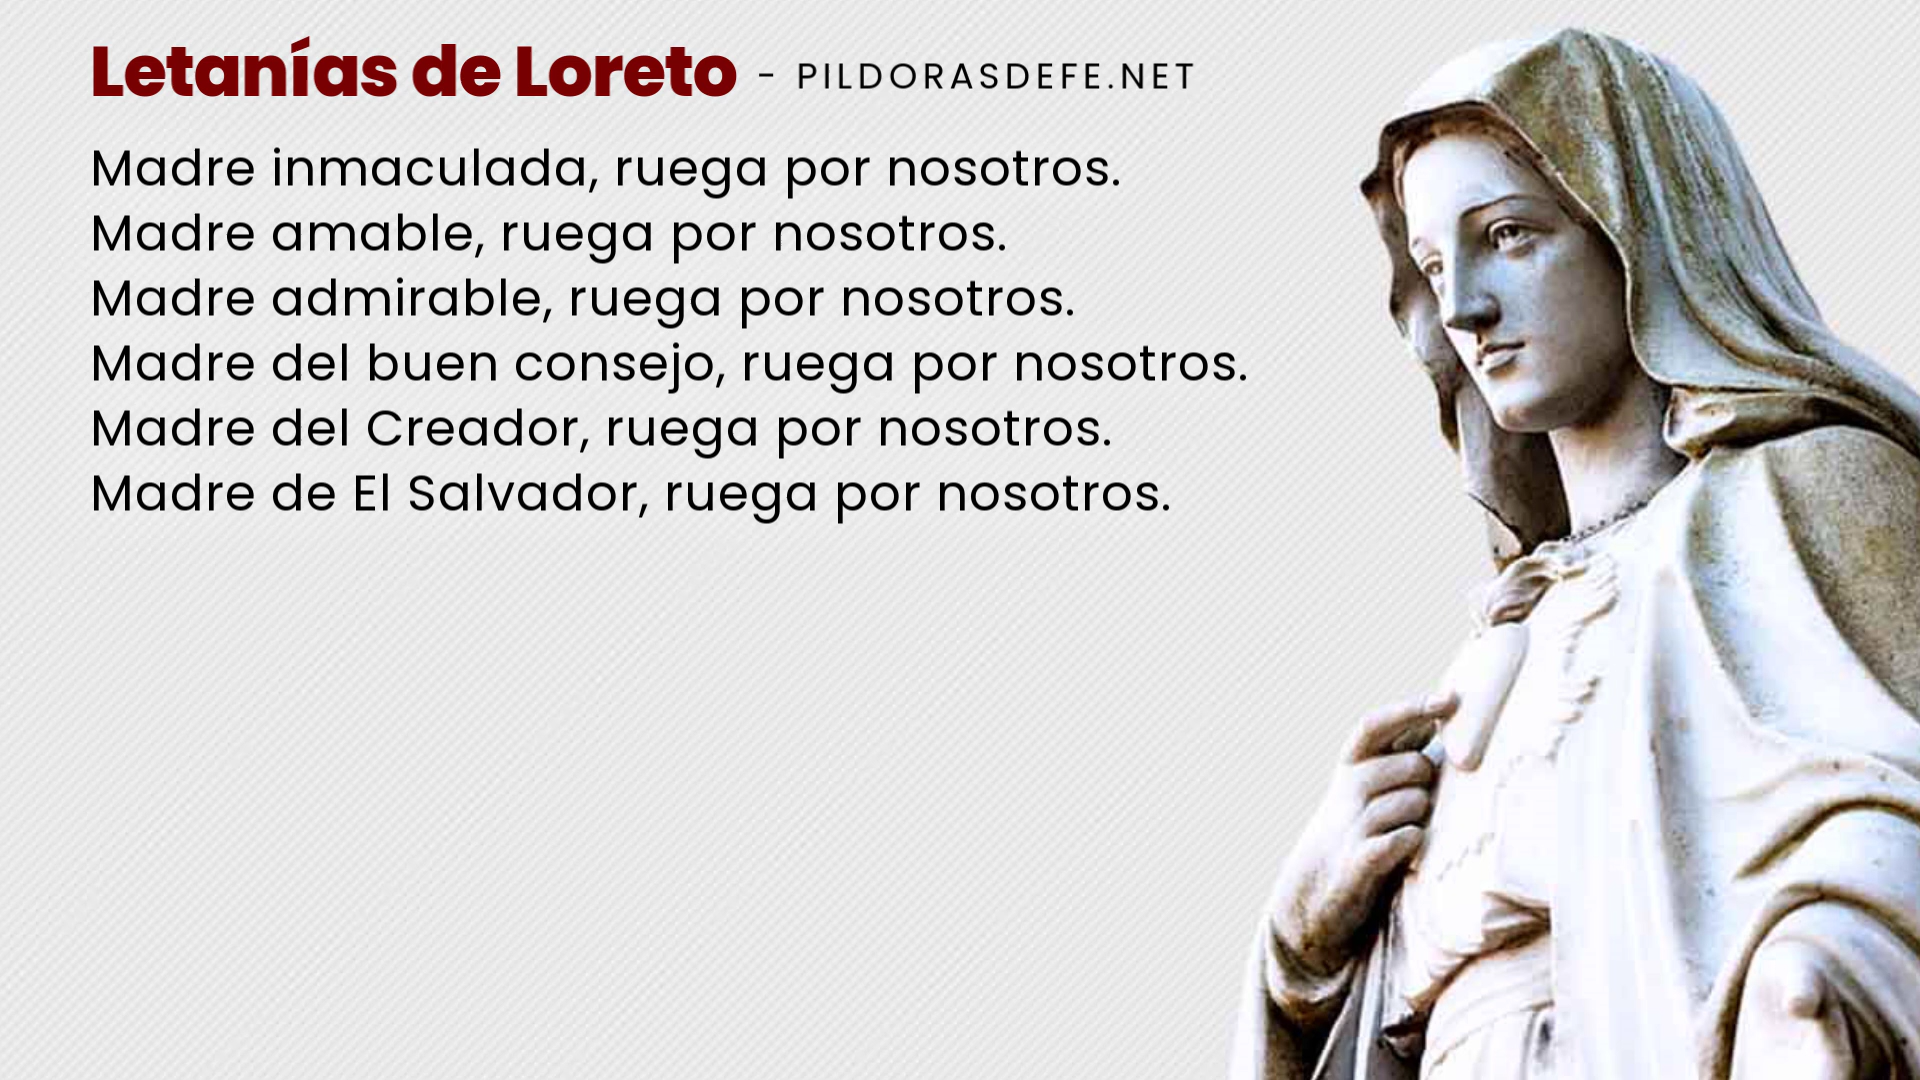 Letanías de Loreto - PILDORASDEFE.NET
Madre inmaculada, ruega por nosotros.
Madre amable, ruega por nosotros.
Madre admirable, ruega por nosotros.
Madre del buen consejo, ruega por nosotros.
Madre del Creador, ruega por nosotros.
Madre de El Salvador, ruega por nosotros.